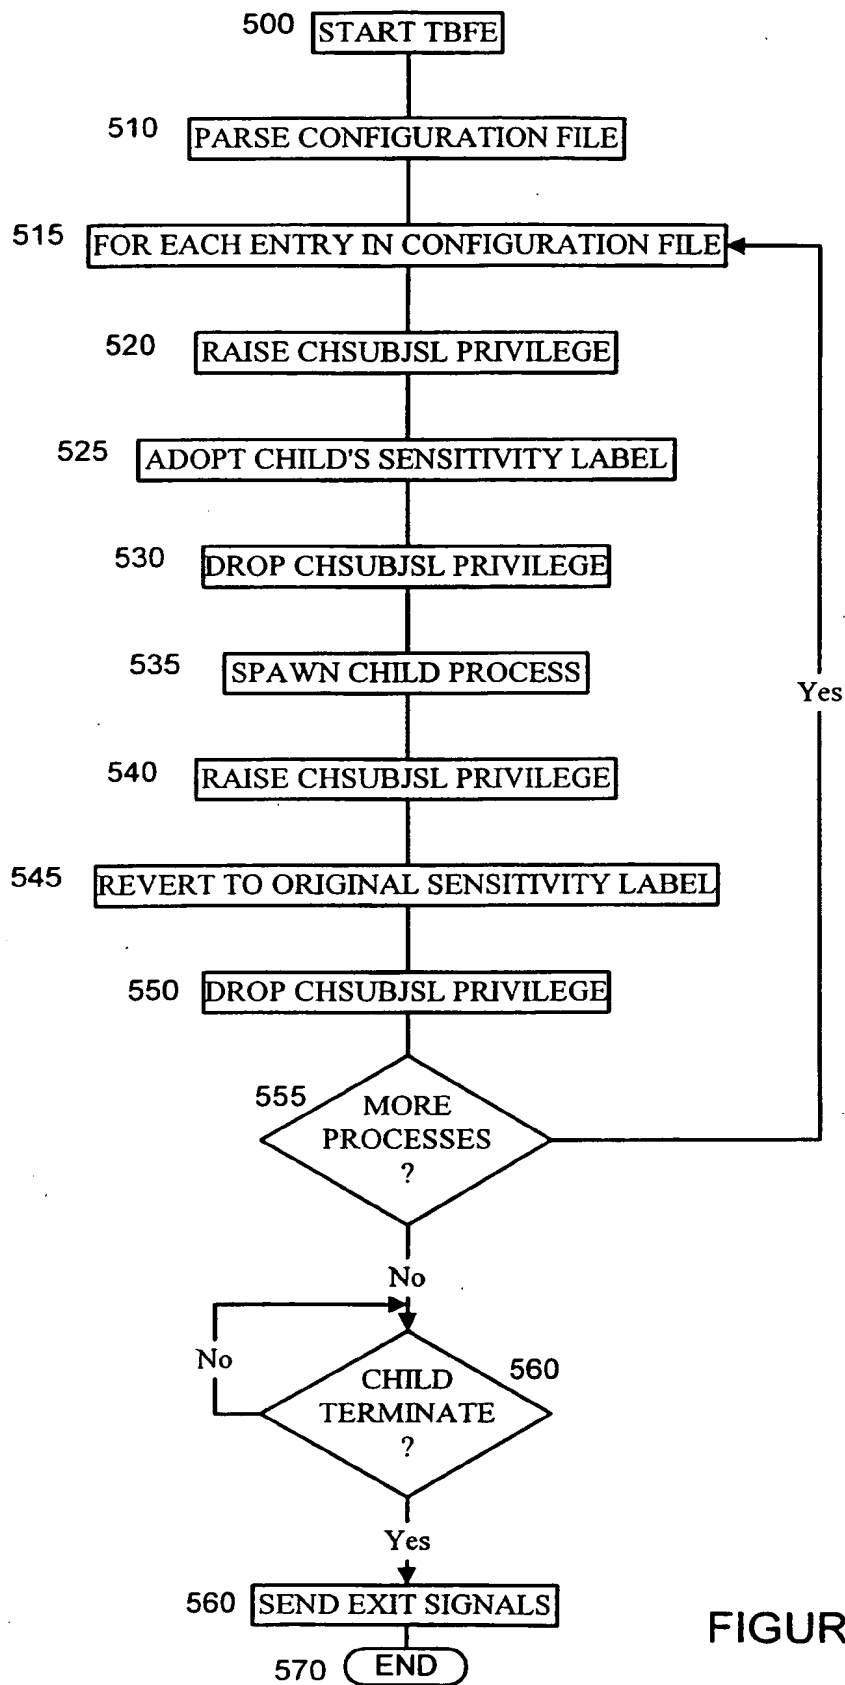 500 START TBFE
510 PARSE CONFIGURATION FILE
515 FOR EACH ENTRY IN CONFIGURATION FILE
520 RAISE CHSUBJSL PRIVILEGE
525 ADOPT CHILD'S SENSITIVITY LABEL
530 DROP CHSUBJSL PRIVILEGE
535 SPAWN CHILD PROCESS
Yes
540 RAISE CHSUBJSL PRIVILEGE
545 REVERT TO ORIGINAL SENSITIVITY LABEL
550 DROP CHSUBJSL PRIVILEGE
555
MORE
PROCESSES
?
No
No
560
CHILD
TERMINATE
?
Yes
560 SEND EXIT SIGNALS
FIGUR
570 END